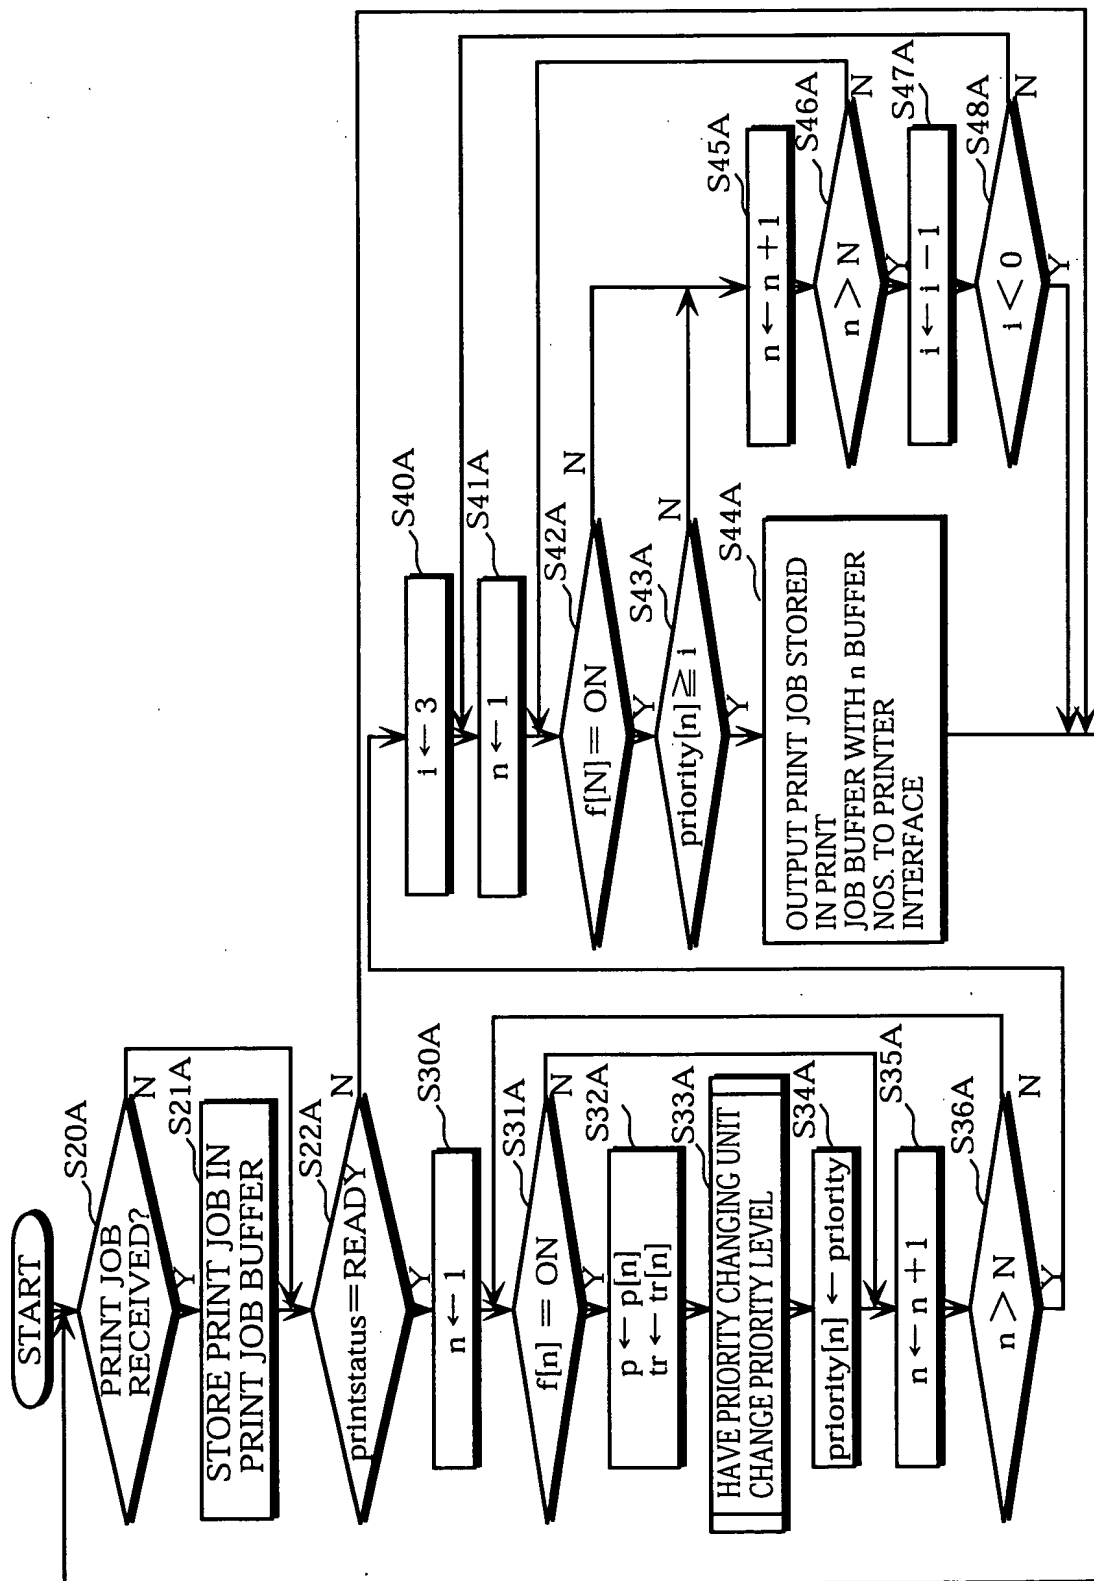 START
S20A
PRINT JOB
RECEIVED?
N
Y
S21A
STORE PRINT JOB IN
PRINT JOB BUFFER
S22A
printstatus=READY
N
Y
S30A
n ← 1
S31A
f[n] = ON
N
Y
S32A
p ← p[n]
tr ← tr[n]
S33A
HAVE PRIORITY CHANGING UNIT
CHANGE PRIORITY LEVEL
S34A
priority[n] ← priority
S35A
n ← n + 1
S36A
n > N
N
Y
S40A
i ← 3
S41A
n ← 1
S42A
f[N] = ON
N
Y
S43A
priority[n] ≧ i
N
Y
S44A
OUTPUT PRINT JOB STORED
IN PRINT
JOB BUFFER WITH n BUFFER
NOS. TO PRINTER
INTERFACE
S45A
n ← n + 1
S46A
n > N
N
Y
S47A
i ← i − 1
S48A
i < 0
N
Y